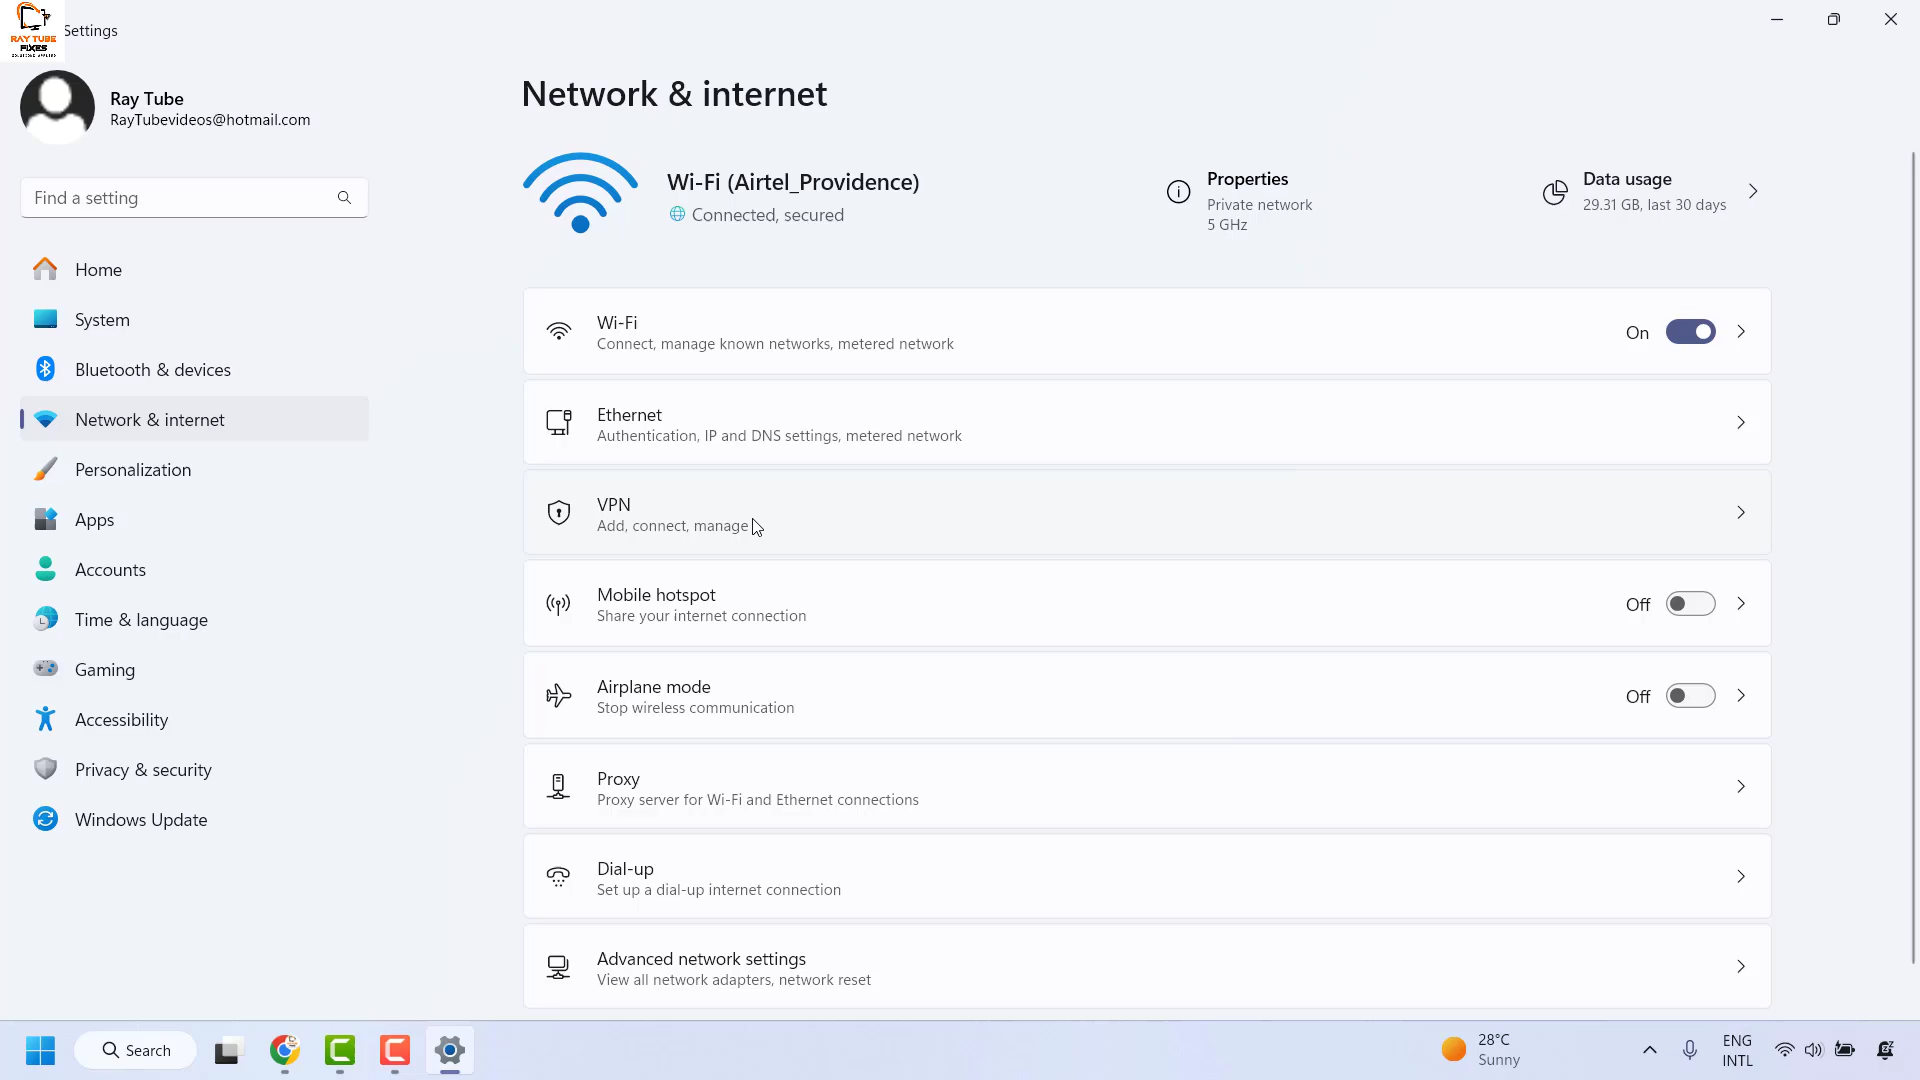 RAY TUBE
FIXES
SOLUTIONS APPLIED
Settings
Ray Tube
RayTubevideos@hotmail.com
Find a setting
Home
System
Bluetooth & devices
Network & internet
Personalization
Apps
Accounts
Time & language
Gaming
Accessibility
Privacy & security
Windows Update
Network & internet
Wi-Fi (Airtel_Providence)
Connected, secured
Properties
Private network
5 GHz
Data usage
29.31 GB, last 30 days
Wi-Fi
Connect, manage known networks, metered network
On
Ethernet
Authentication, IP and DNS settings, metered network
VPN
Add, connect, manage
Mobile hotspot
Share your internet connection
Off
Airplane mode
Stop wireless communication
Off
Proxy
Proxy server for Wi-Fi and Ethernet connections
Dial-up
Set up a dial-up internet connection
Advanced network settings
View all network adapters, network reset
Search
28°C
Sunny
ENG
INTL